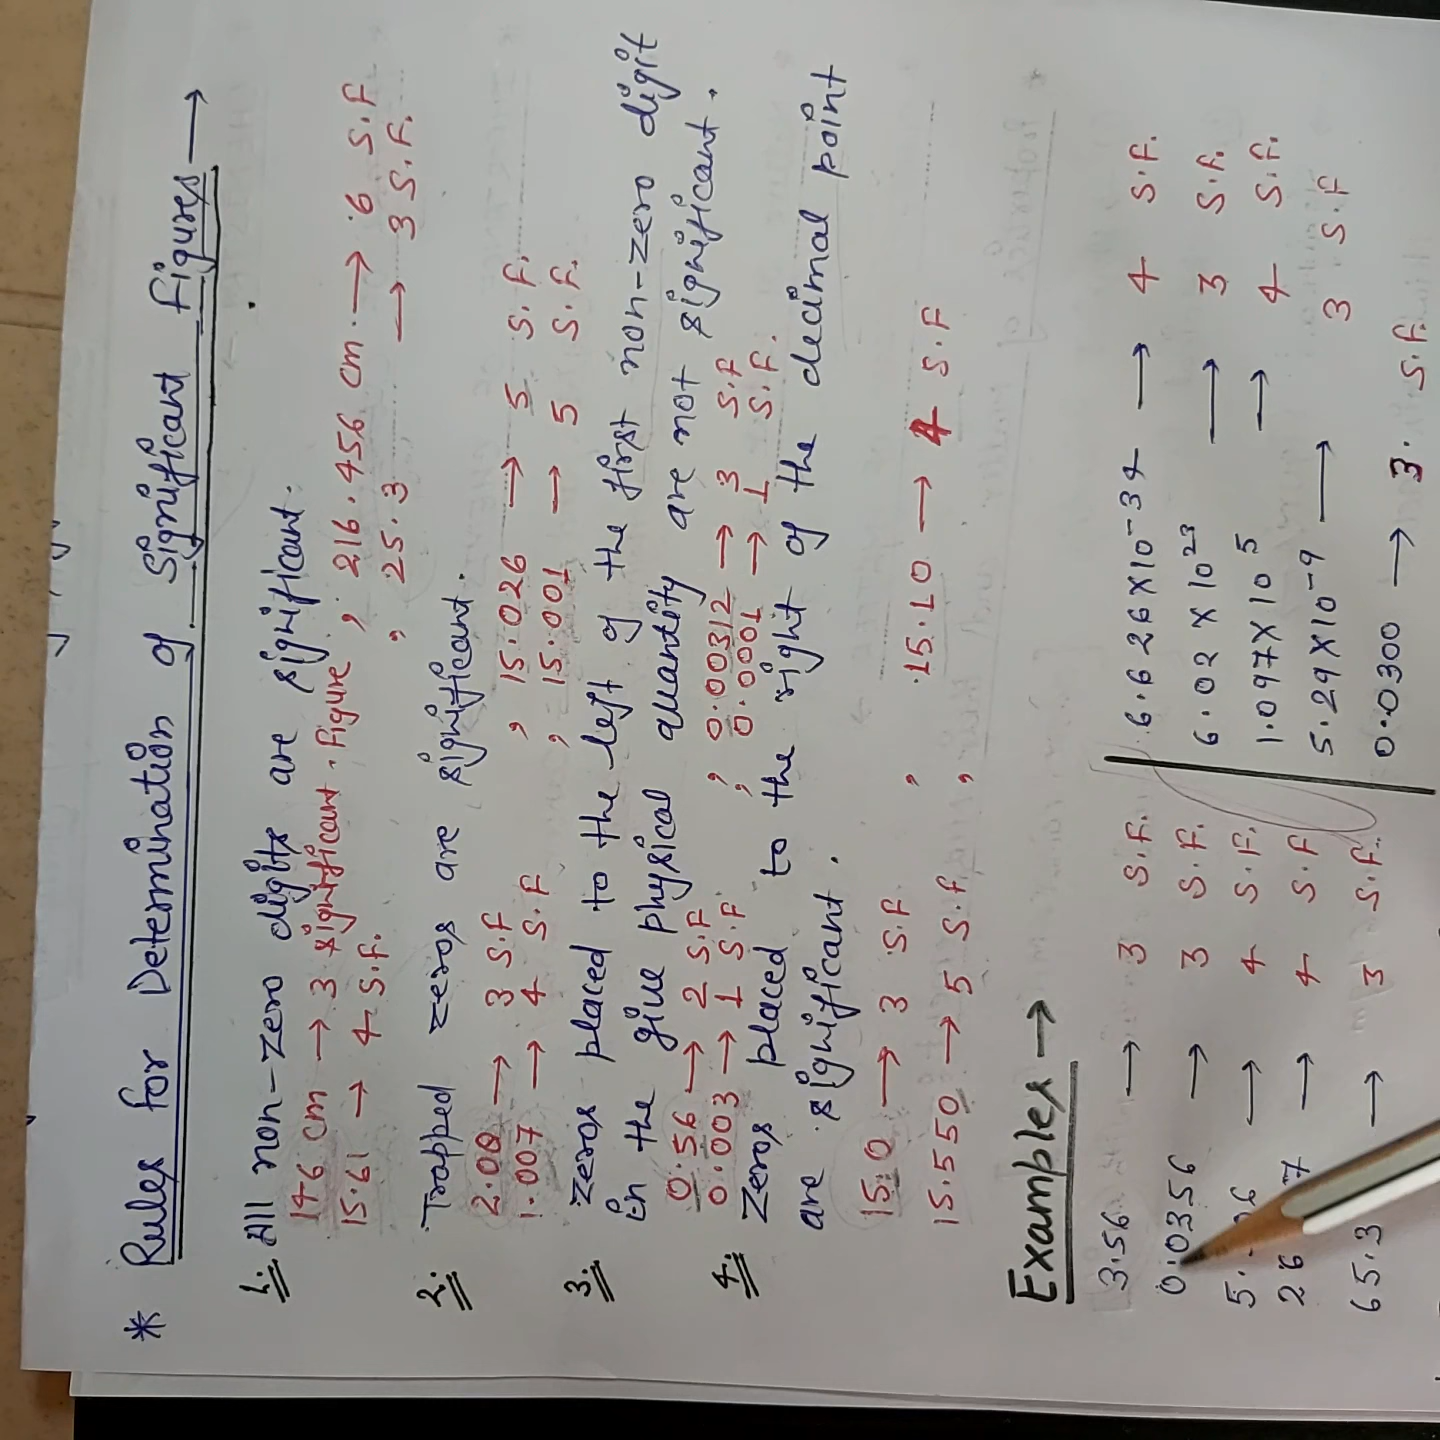 * Rules for Determination of Significant Figures →
1. All non-zero digits are significant.
146 cm → 3 significant figure, 216.456 cm → 6 S.F
15.61 → 4 S.F. , 25.3 → 3 S.F.
2. Trapped zeros are significant.
2.00 → 3 S.F , 15.026 → 5 S.F.
1.007 → 4 S.F , 15.001 → 5 S.F.
3. Zeros placed to the left of the first non-zero digit
in the give physical quantity are not significant.
0.56 → 2 S.F , 0.00312 → 3 S.F
0.003 → 1 S.F , 0.0001 → 1 S.F.
4. Zeros placed to the right of the decimal point
are significant.
15.0 → 3 S.F , 15.10 → 4 S.F
15.550 → 5 S.F ,
Examples →
3.56 → 3 S.F. 6.626X10-34 → 4 S.F.
0.0356 → 3 S.F. 6.02 X 10²³ → 3 S.F.
→ 4 S.F. 1.097X 10⁵ → 4 S.F.
→ 4 S.F 5.29X10⁻⁹ → 3 S.F
65.3 → 3 S.F. 0.0300 → 3. S.F.